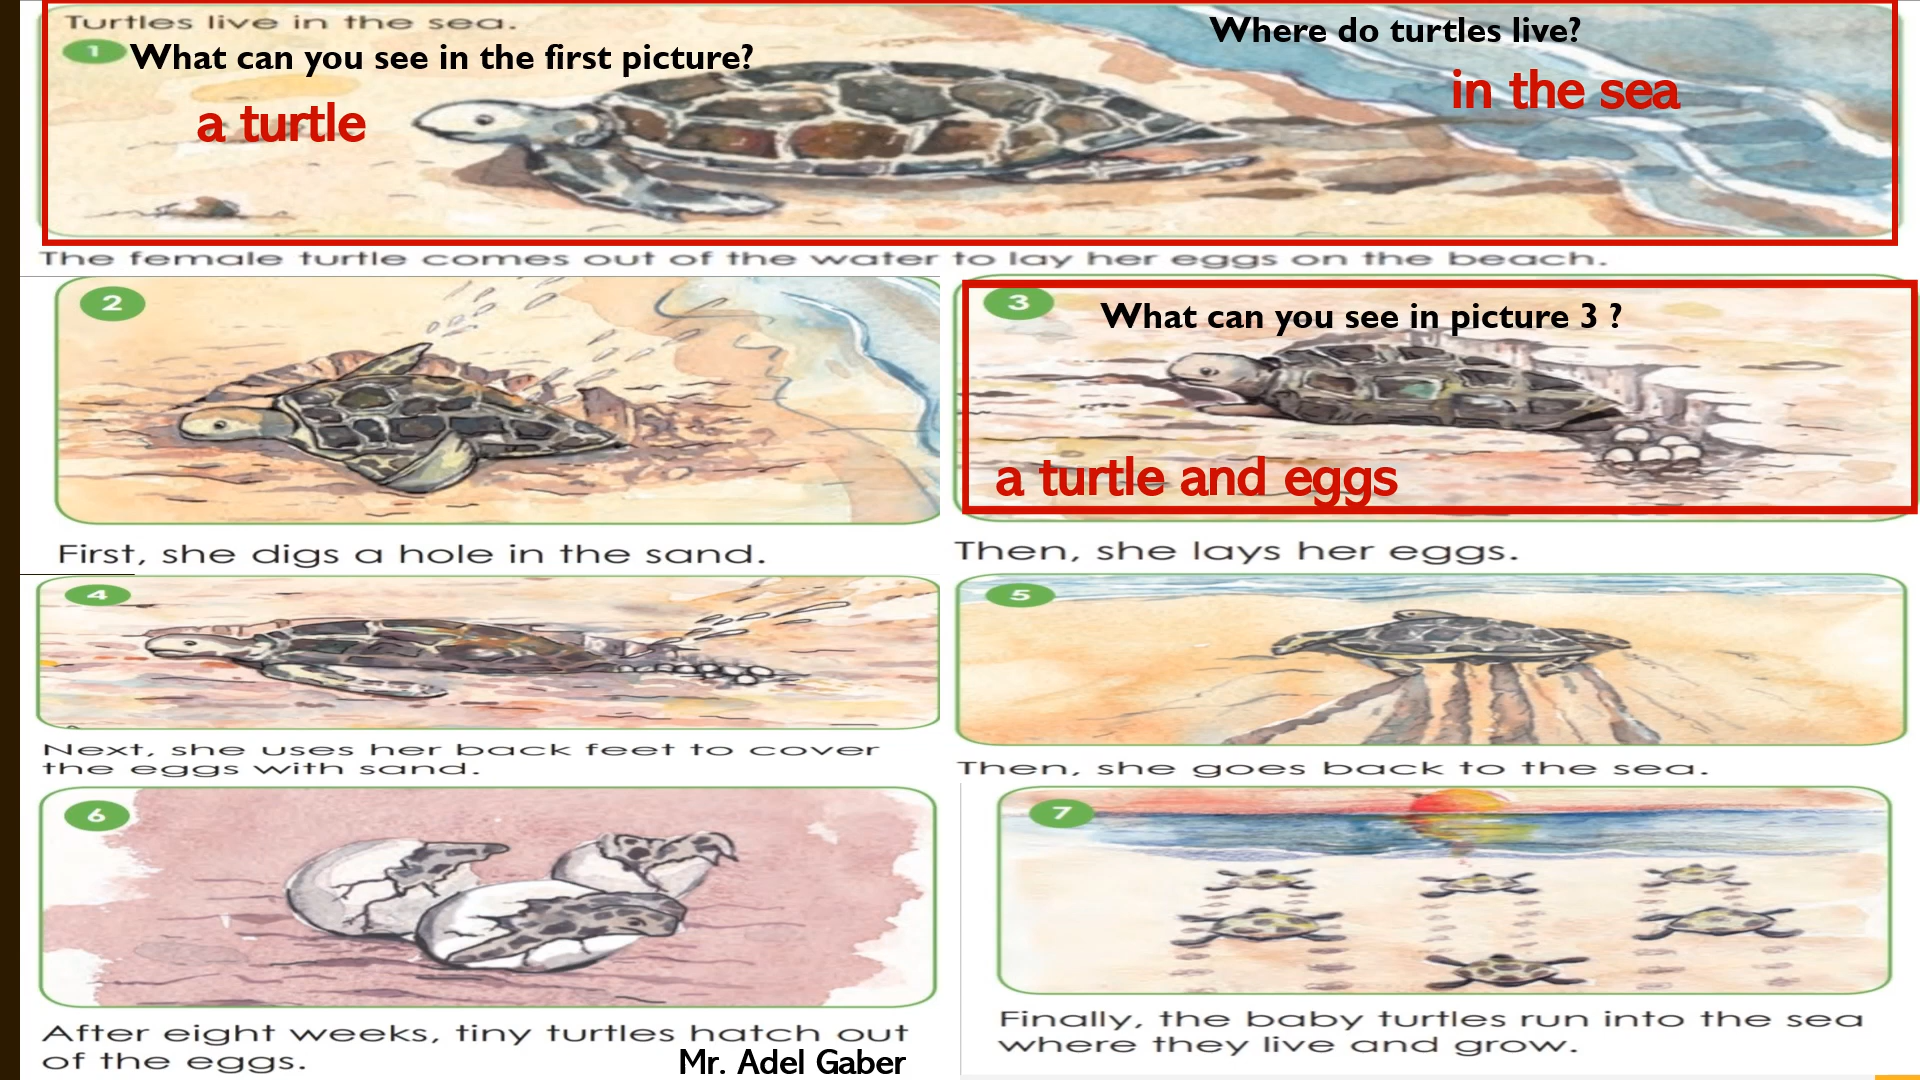 Turtles live in the sea.
1
What can you see in the first picture?
a turtle
Where do turtles live?
in the sea
The female turtle comes out of the water to lay her eggs on the beach.
2
First, she digs a hole in the sand.
3
What can you see in picture 3 ?
a turtle and eggs
Then, she lays her eggs.
4
Next, she uses her back feet to cover
the eggs with sand.
5
Then, she goes back to the sea.
6
After eight weeks, tiny turtles hatch out
of the eggs.
Mr. Adel Gaber
7
Finally, the baby turtles run into the sea
where they live and grow.